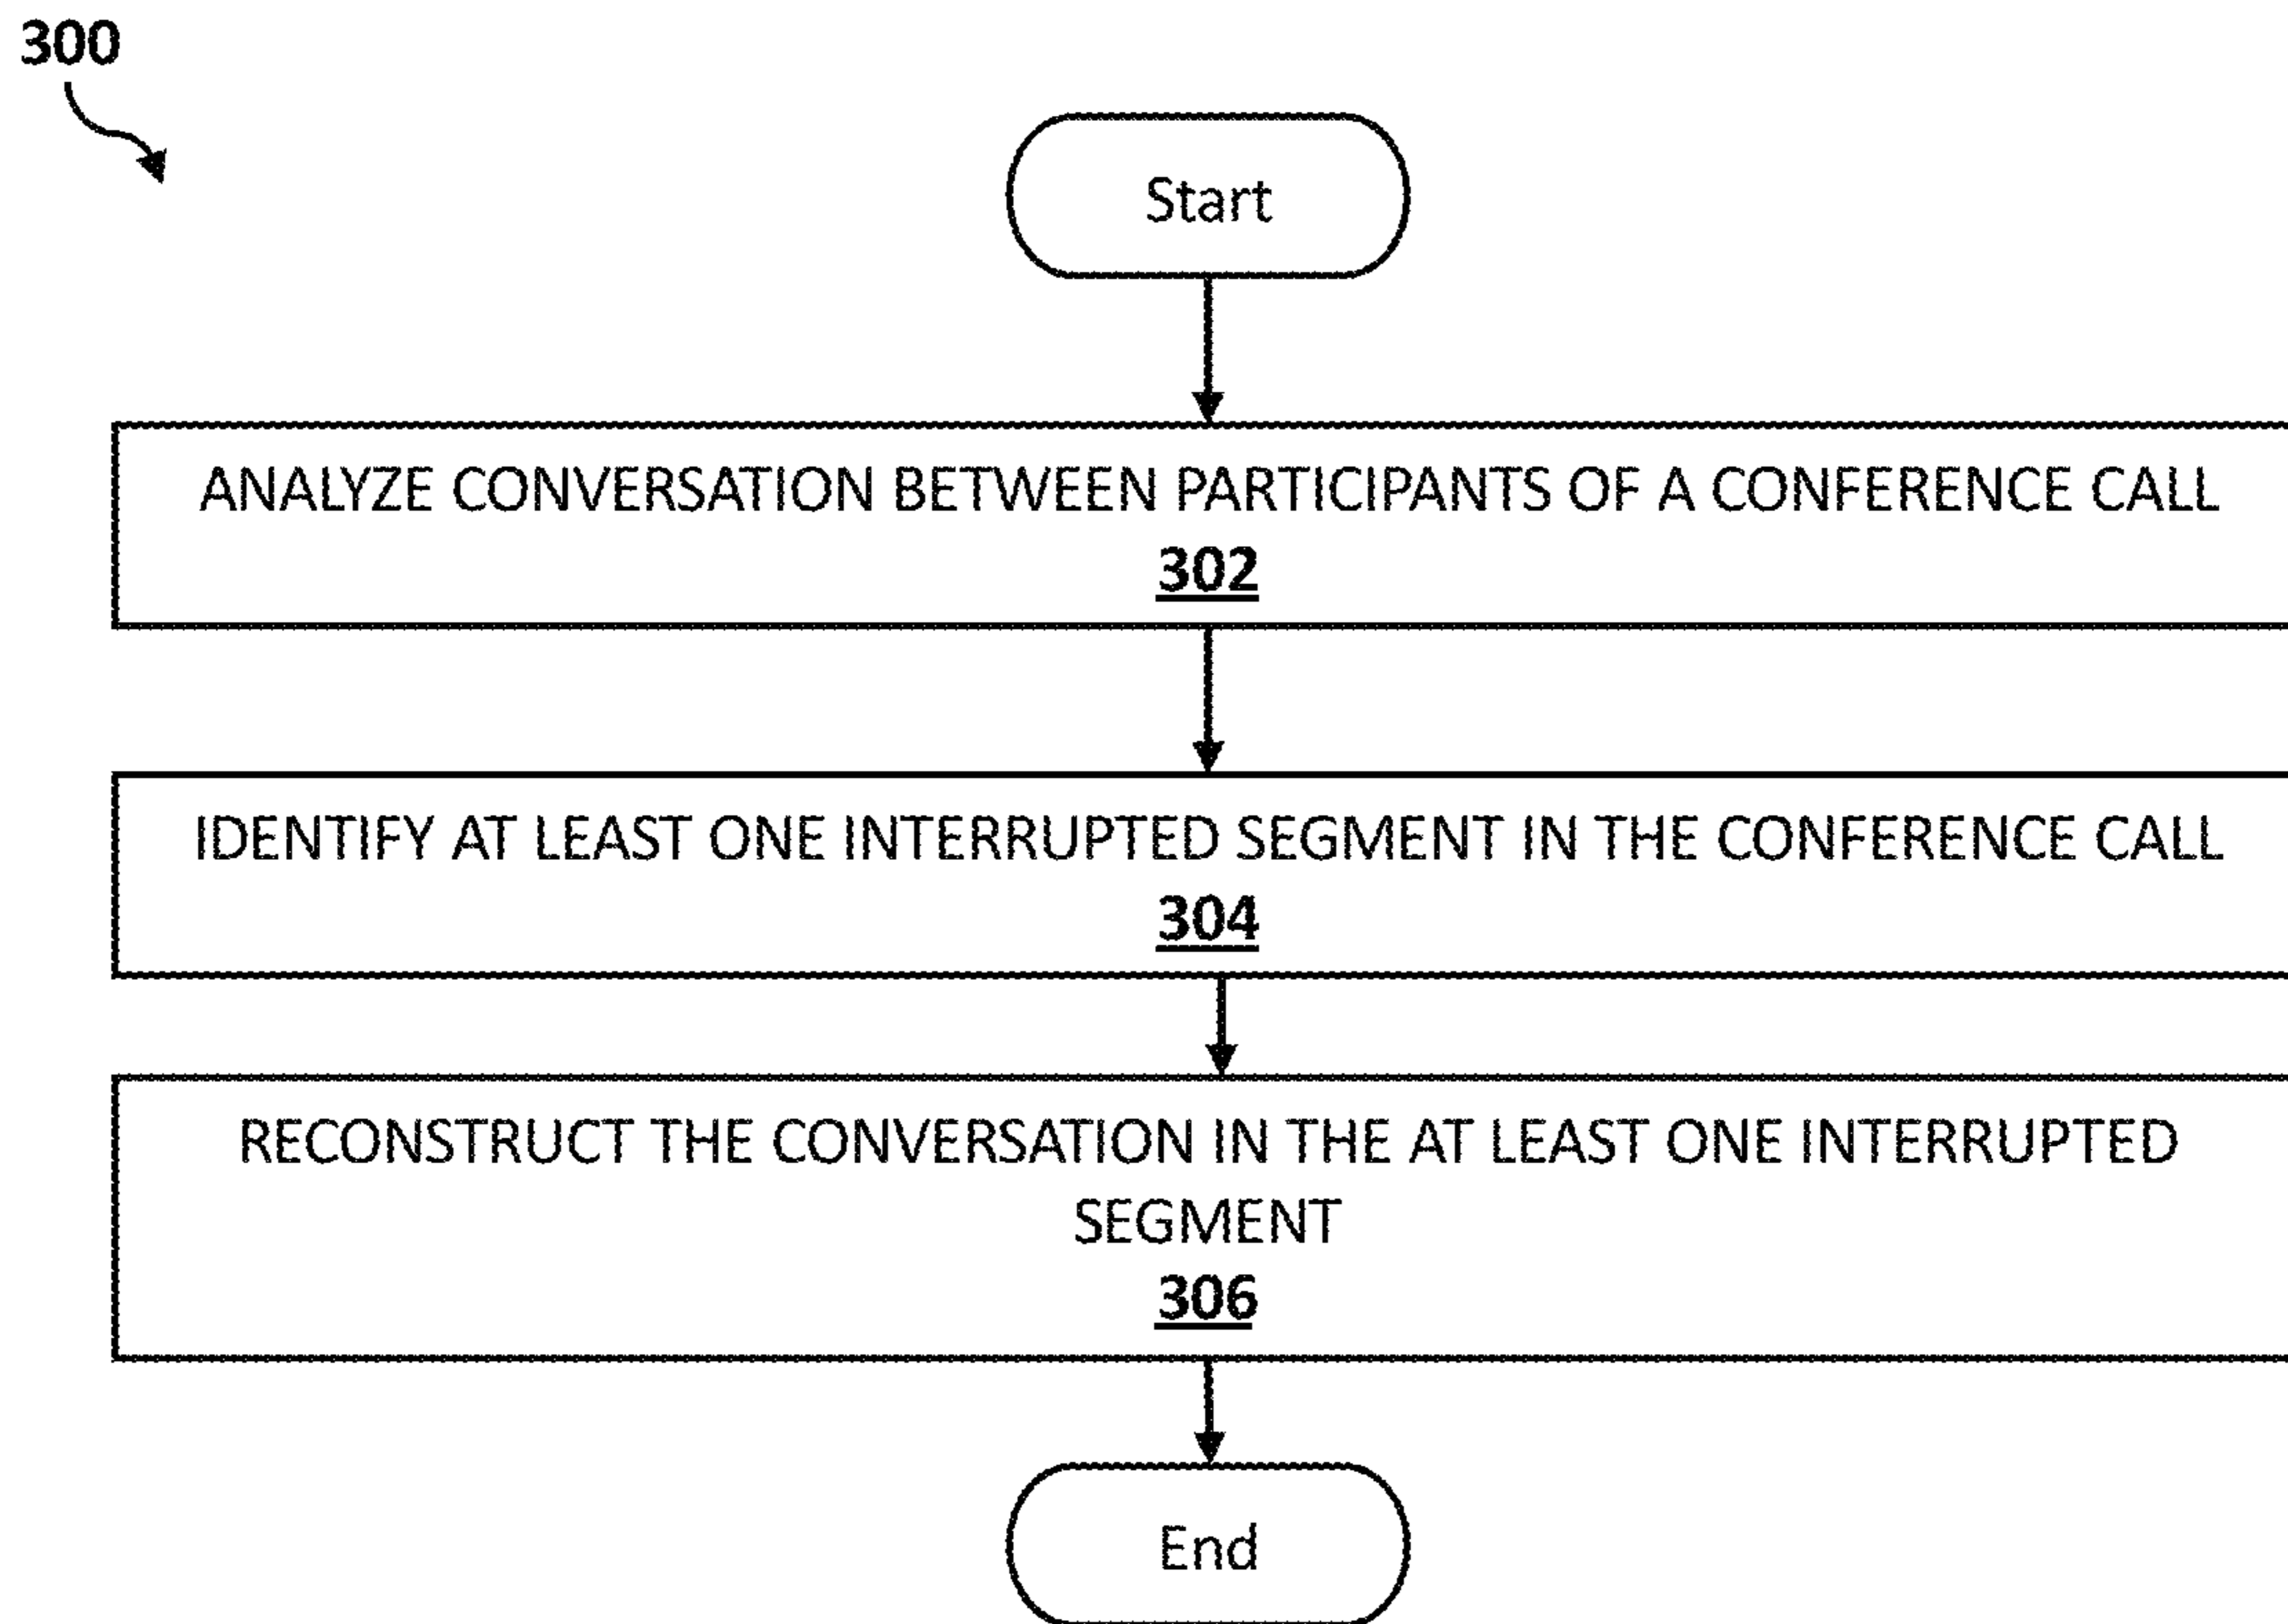 300
Start
ANALYZE CONVERSATION BETWEEN PARTICIPANTS OF A CONFERENCE CALL
302
IDENTIFY AT LEAST ONE INTERRUPTED SEGMENT IN THE CONFERENCE CALL
304
RECONSTRUCT THE CONVERSATION IN THE AT LEAST ONE INTERRUPTED
SEGMENT
306
End